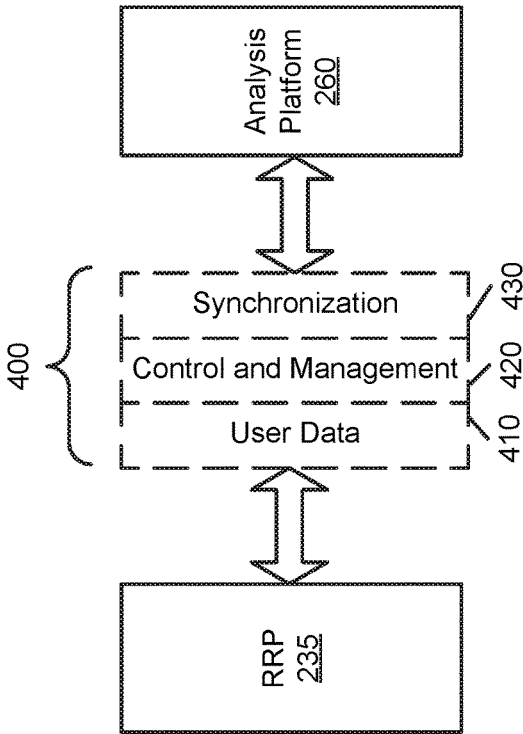 400
RRP
235
User Data
Control and Management
Synchronization
410
420
430
Analysis
Platform
260